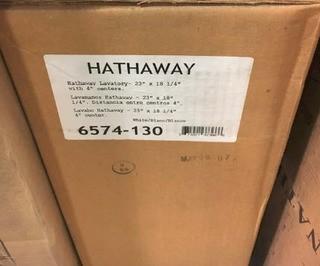 HATHAWAY
Hathaway Lavatory- 23" x 18 1/4"
with 4" centers.
Lavamanos Hathaway - 23" x 18"
1/4". Distancia entre centros 4".
Lavabo Hathaway - 23" x 18 1/4"
4" center.
White/Blanc/Blanco
6574-130